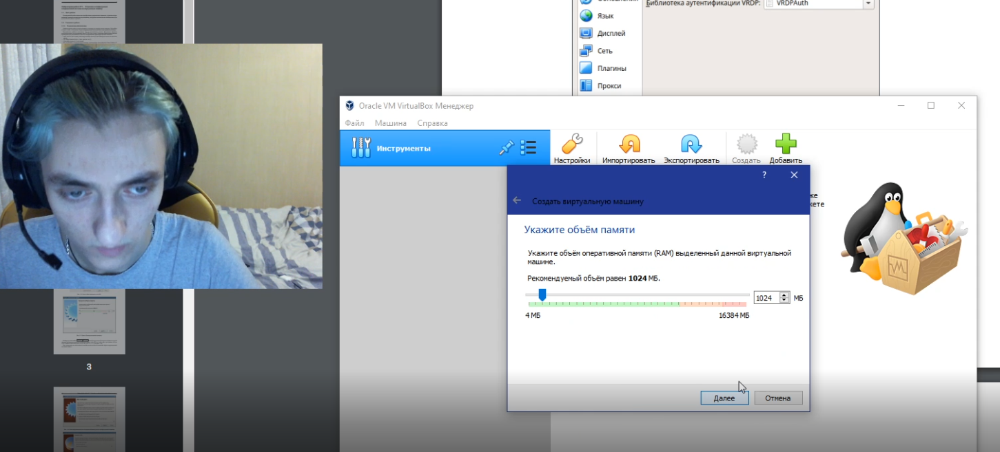 Библиотека аутентификации VRDP:
VRDPAuth
Язык
Дисплей
Сеть
Плагины
Прокси
Oracle VM VirtualBox Менеджер
Файл Машина Справка
Инструменты
Настройки Импортировать Экспортировать Создать Добавить
?
Создать виртуальную машину
Укажите объём памяти
Укажите объём оперативной памяти (RAM) выделенный данной виртуальной
машине.
Рекомендуемый объём равен 1024 МБ.
1024 МБ
4 МБ 16384 МБ
Далее Отмена
3